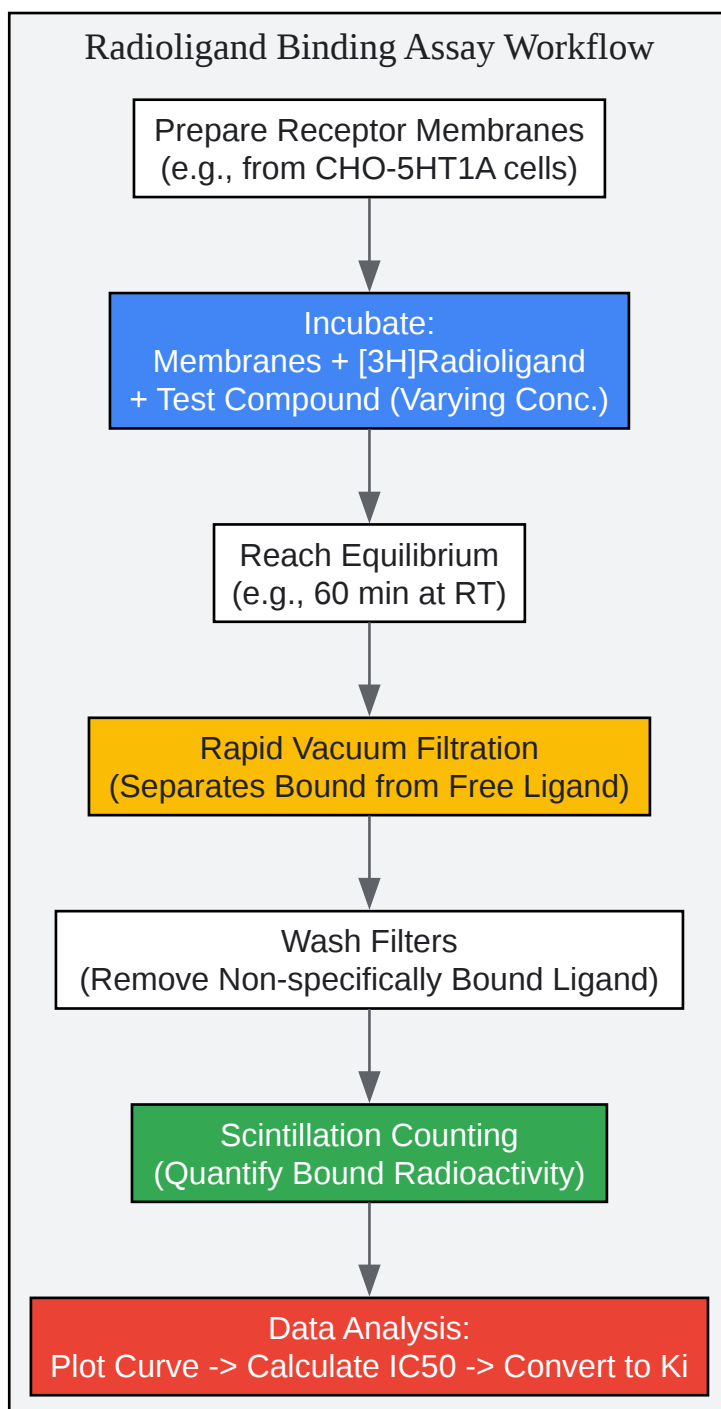 Radioligand Binding Assay Workflow
Prepare Receptor Membranes
(e.g., from CHO-5HT1A cells)
Incubate:
Membranes + [3H]Radioligand
+ Test Compound (Varying Conc.)
Reach Equilibrium
(e.g., 60 min at RT)
Rapid Vacuum Filtration
(Separates Bound from Free Ligand)
Wash Filters
(Remove Non-specifically Bound Ligand)
Scintillation Counting
(Quantify Bound Radioactivity)
Data Analysis:
Plot Curve -> Calculate IC50 -> Convert to Ki